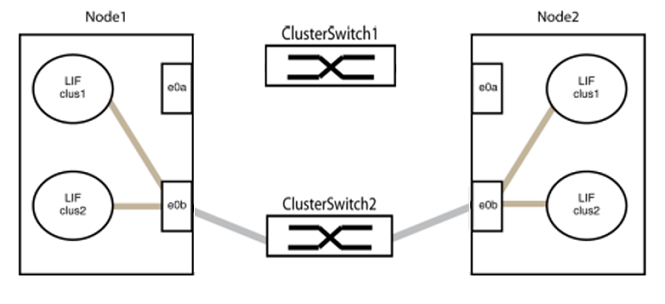 Node1
ClusterSwitch1
Node2
LIF
clus1
e0a
e0a
LIF
clus1
LIF
clus2
e0b
ClusterSwitch2
e0b
LIF
clus2